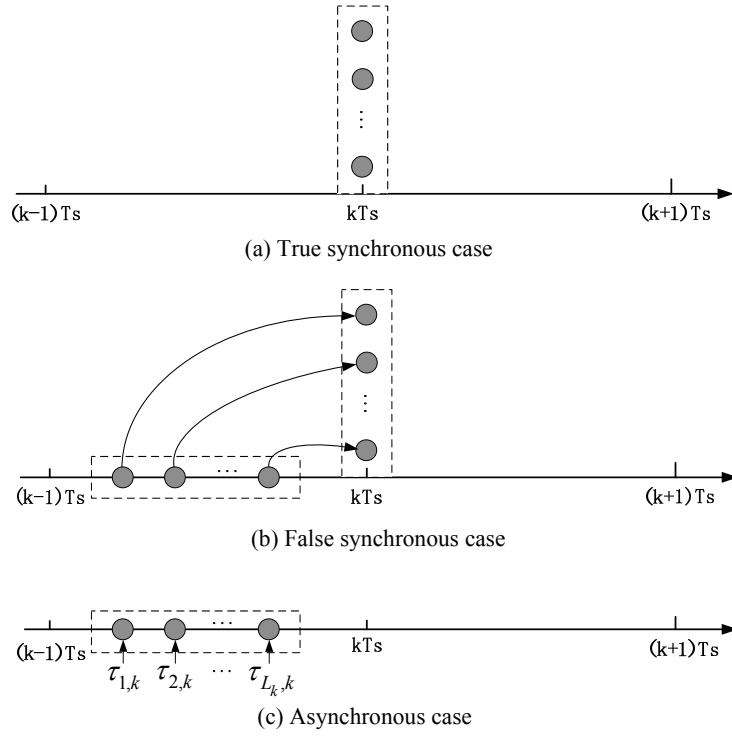 ⋮
(k-1)Ts kTs (k+1)Ts
(a) True synchronous case
⋮
⋯
(k-1)Ts kTs (k+1)Ts
(b) False synchronous case
⋯
(k-1)Ts kTs (k+1)Ts
τ1,k τ2,k ⋯ τLk,k
(c) Asynchronous case